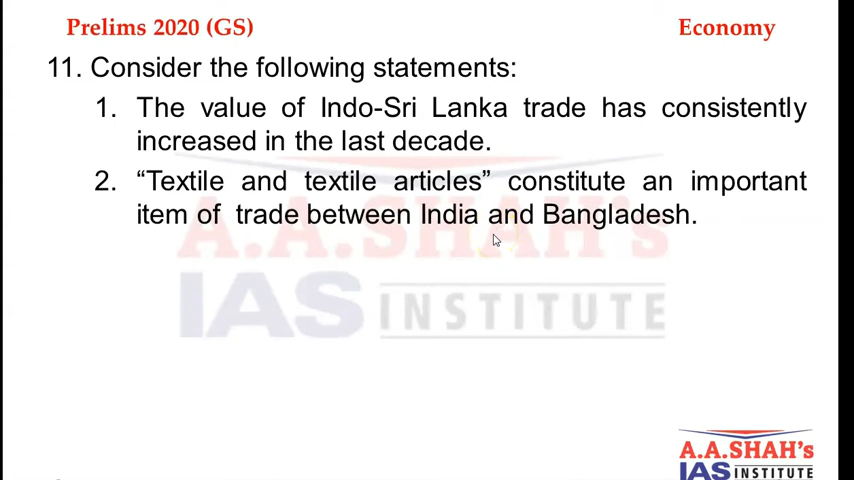 Prelims 2020 (GS) Economy
11. Consider the following statements:
1. The value of Indo-Sri Lanka trade has consistently
increased in the last decade.
2. “Textile and textile articles” constitute an important
item of trade between India and Bangladesh.
A.A.SHAH's
IAS INSTITUTE
A.A.SHAH's
IAS INSTITUTE